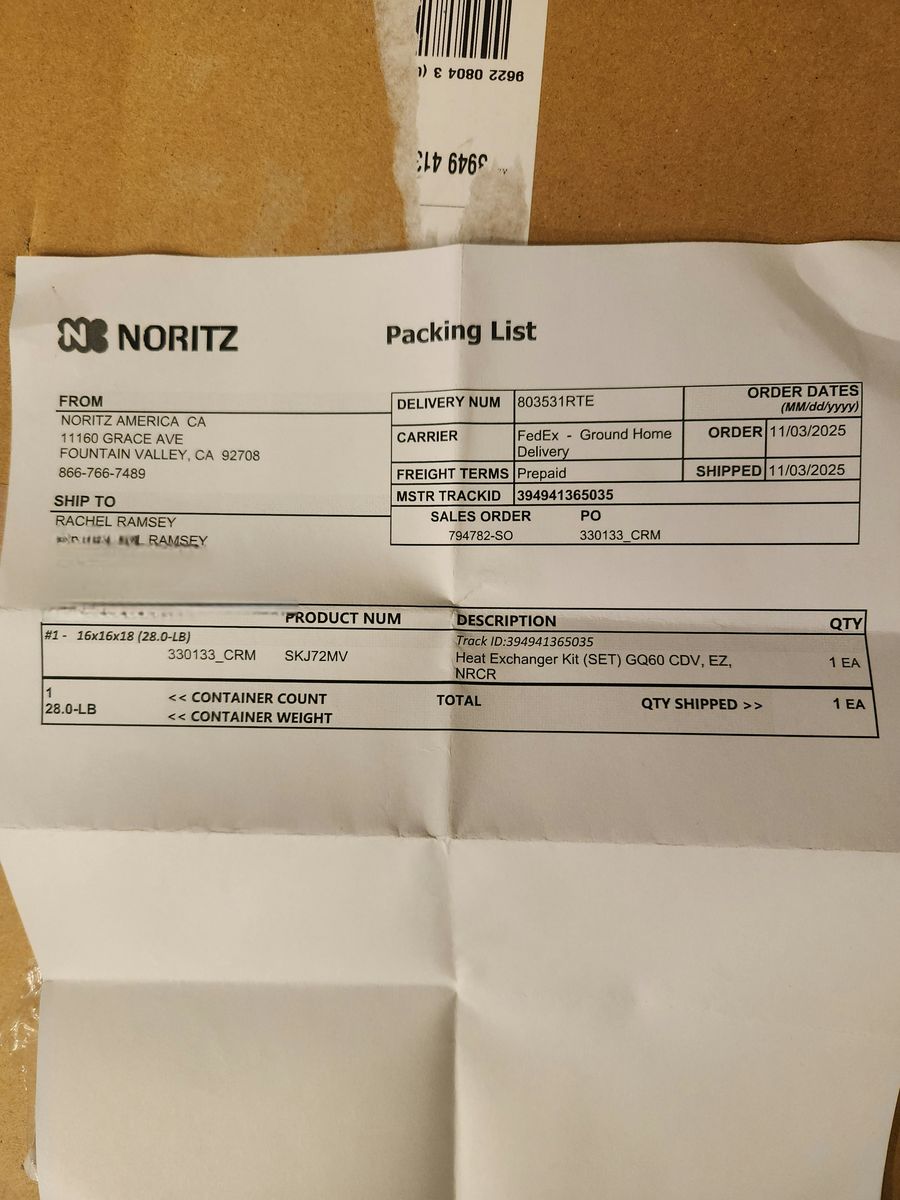 9622 0804 3 (
3949 413
NORITZ
Packing List
FROM
NORITZ AMERICA CA
11160 GRACE AVE
FOUNTAIN VALLEY, CA 92708
866-766-7489
SHIP TO
RACHEL RAMSEY
RAMSEY
DELIVERY NUM 803531RTE
CARRIER FedEx - Ground Home
Delivery
FREIGHT TERMS Prepaid
MSTR TRACKID 394941365035
SALES ORDER PO
794782-SO 330133_CRM
ORDER DATES
(MM/dd/yyyy)
ORDER 11/03/2025
SHIPPED 11/03/2025
PRODUCT NUM DESCRIPTION QTY
#1 - 16x16x18 (28.0-LB) Track ID:394941365035
330133_CRM SKJ72MV Heat Exchanger Kit (SET) GQ60 CDV, EZ, 1 EA
NRCR
1 << CONTAINER COUNT TOTAL QTY SHIPPED >> 1 EA
28.0-LB << CONTAINER WEIGHT